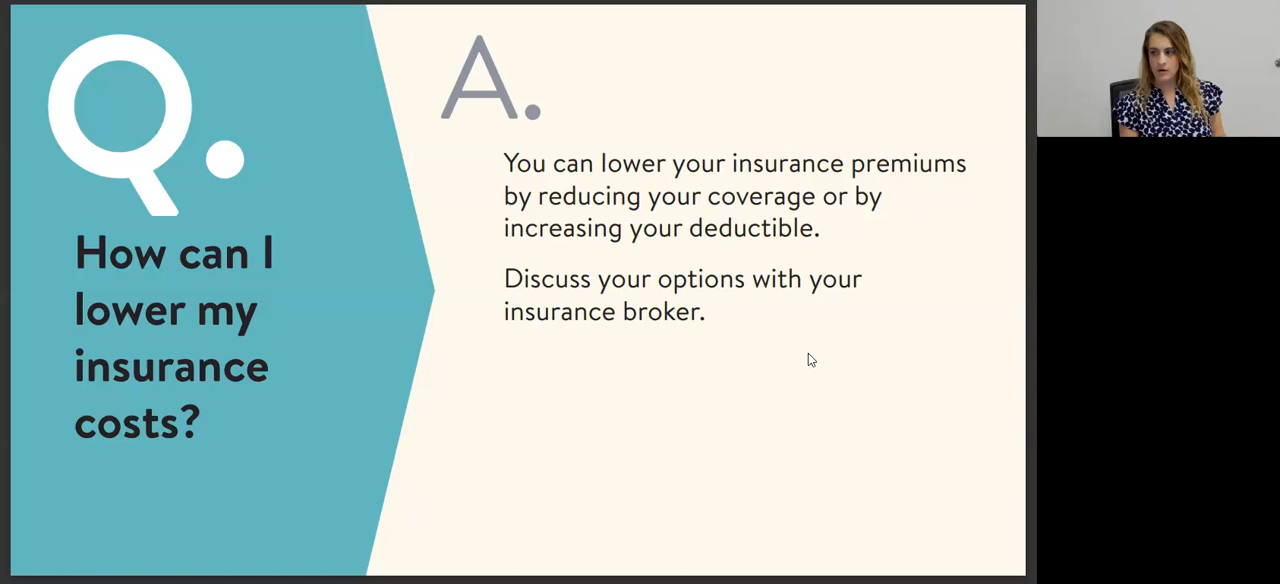 Q.
How can I
lower my
insurance
costs?
A.
You can lower your insurance premiums
by reducing your coverage or by
increasing your deductible.
Discuss your options with your
insurance broker.